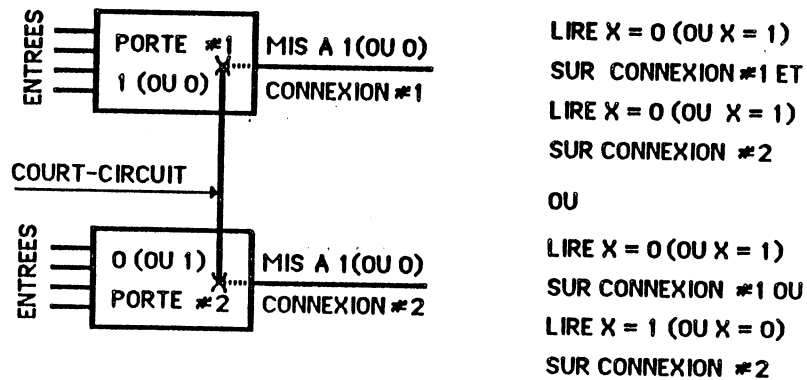 ENTREES
PORTE #1
1 (OU 0)
MIS A 1(OU 0)
CONNEXION #1
COURT-CIRCUIT
ENTREES
0 (OU 1)
PORTE #2
MIS A 1(OU 0)
CONNEXION #2
LIRE X = 0 (OU X = 1)
SUR CONNEXION #1 ET
LIRE X = 0 (OU X = 1)
SUR CONNEXION #2
OU
LIRE X = 0 (OU X = 1)
SUR CONNEXION #1 OU
LIRE X = 1 (OU X = 0)
SUR CONNEXION #2